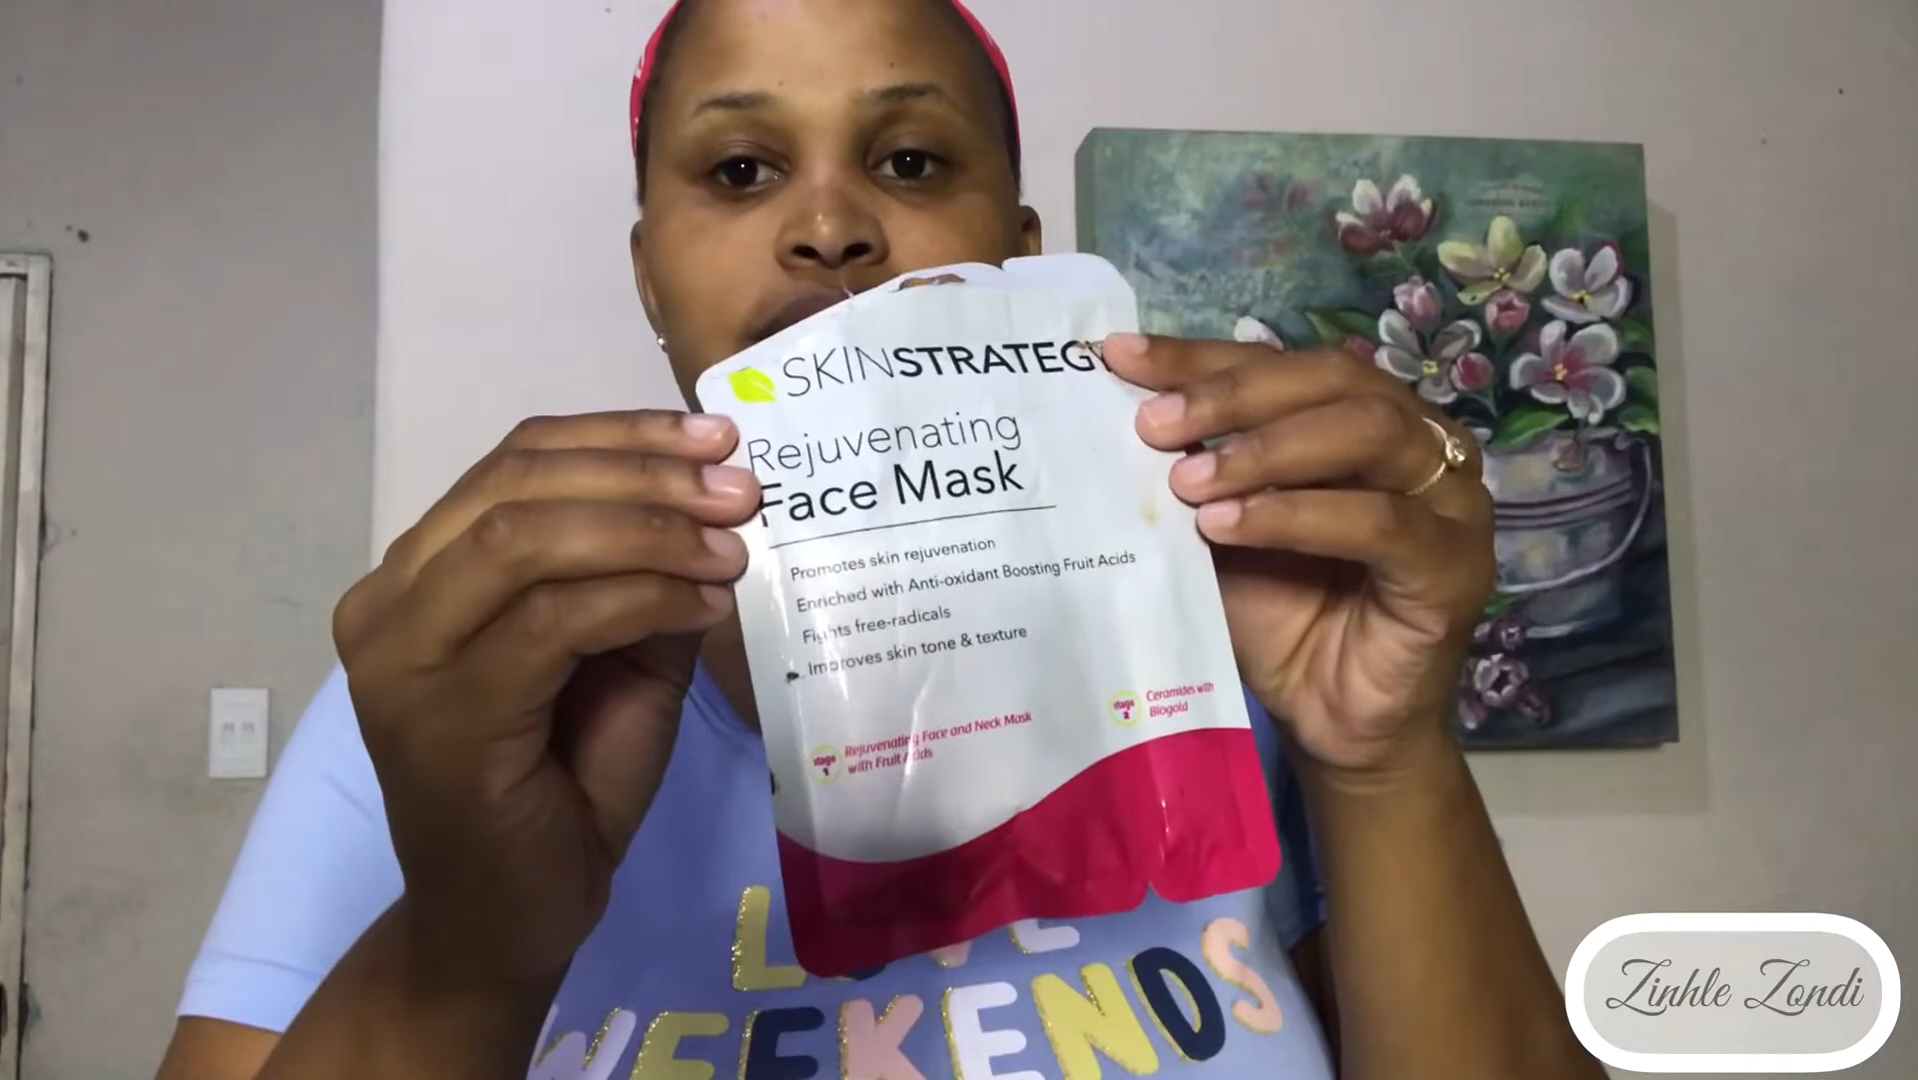 SKINSTRATEGY
Rejuvenating
Face Mask
Promotes skin rejuvenation
Enriched with Anti-oxidant Boosting Fruit Acids
Fights free-radicals
Improves skin tone & texture
stage
1
Rejuvenating Face and Neck Mask
with Fruit Acids
stage
2
Ceramides with
Biogold
LOVE
WEEKENDS
Zinhle Zondi